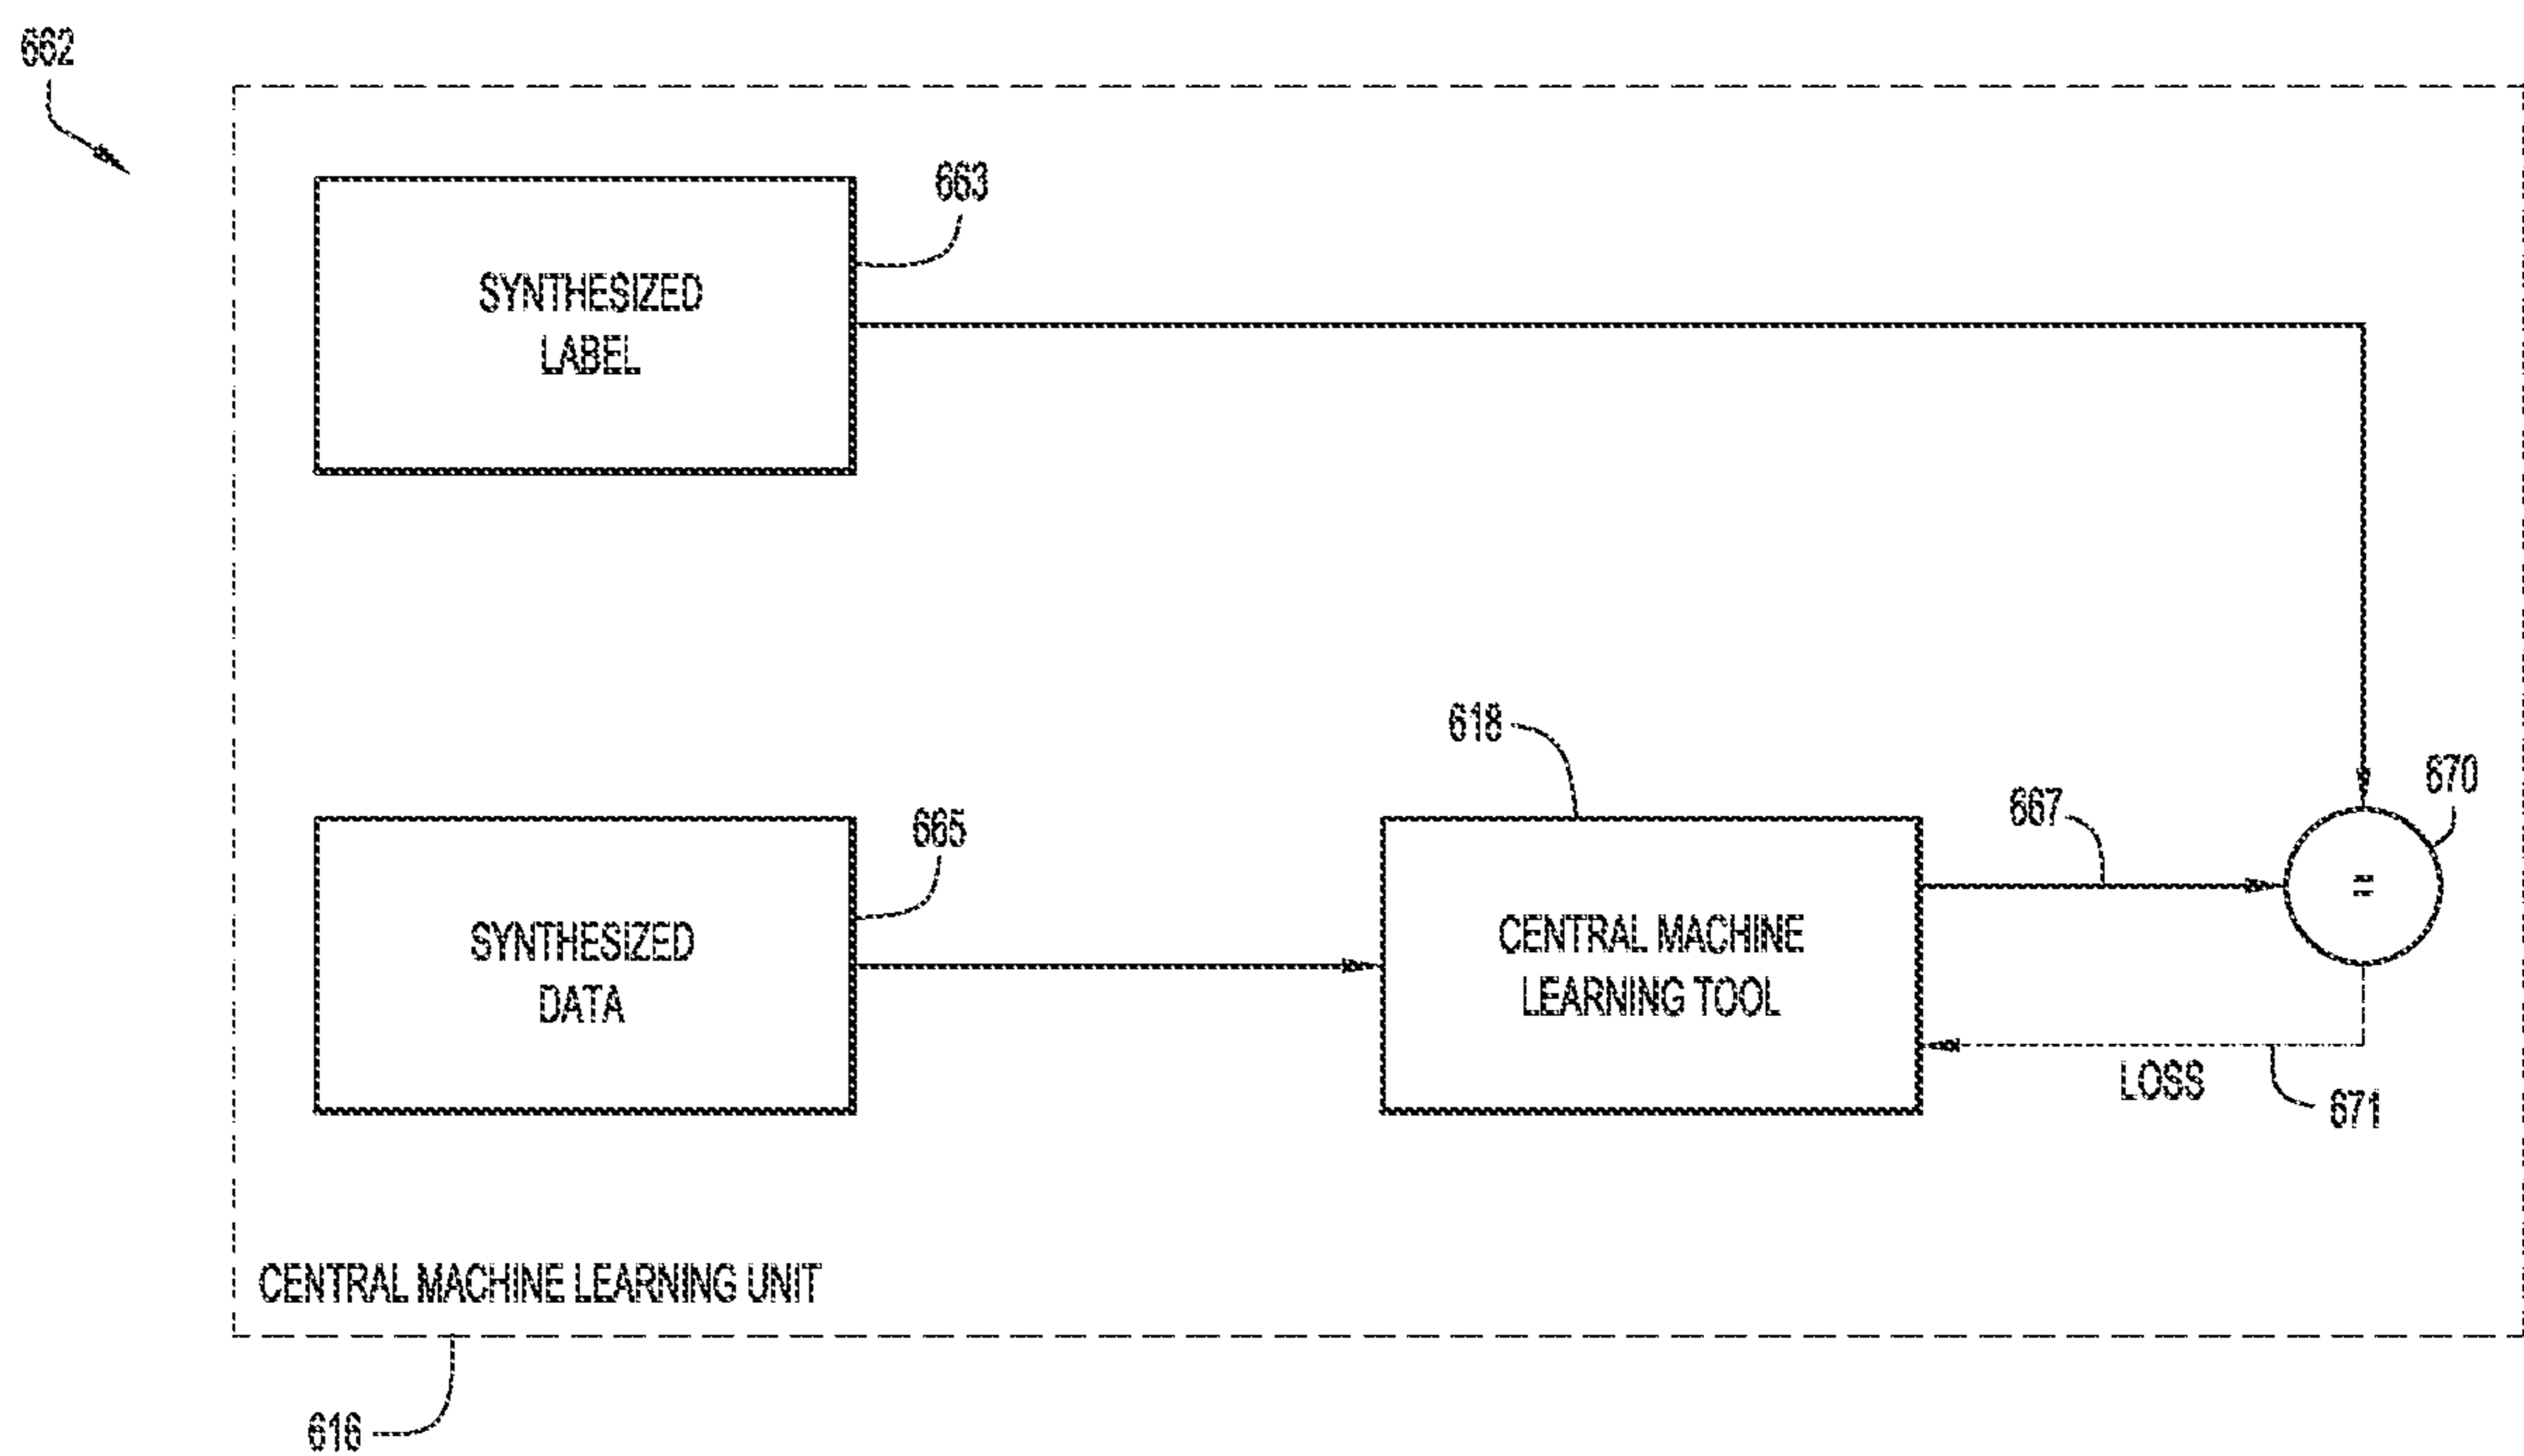 662
663
SYNTHESIZED
LABEL
618
670
667
665
=
SYNTHESIZED
DATA
CENTRAL MACHINE
LEARNING TOOL
LOSS
671
CENTRAL MACHINE LEARNING UNIT
616